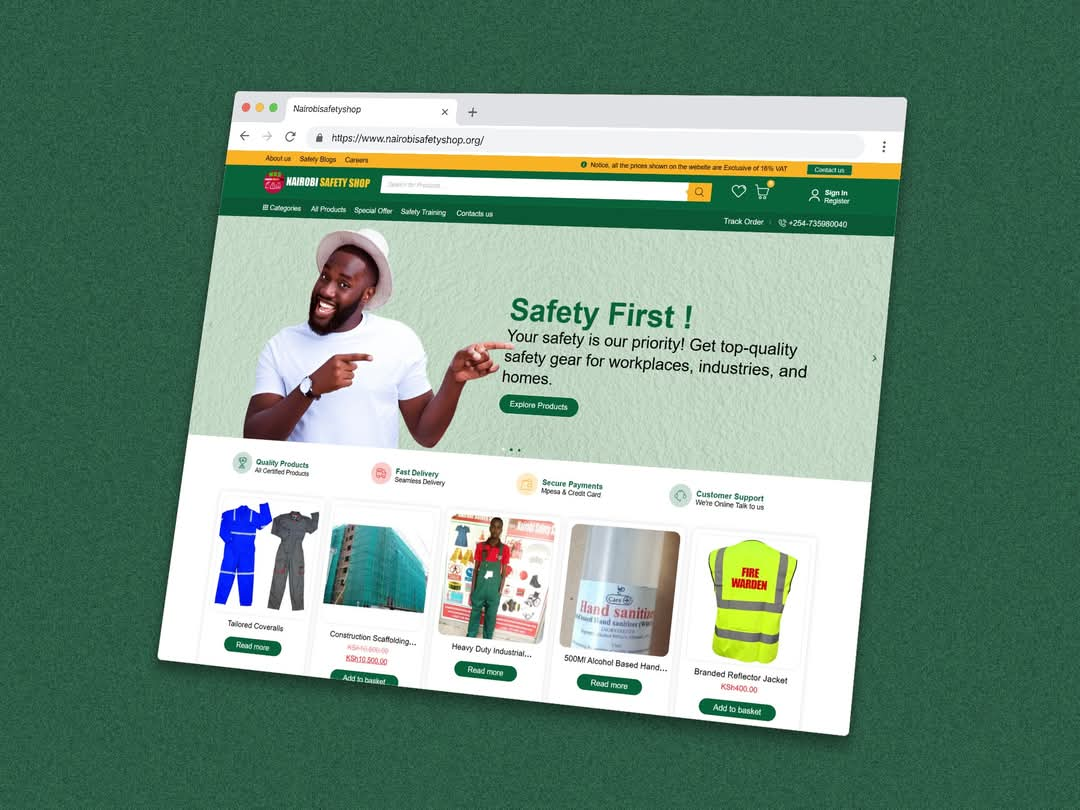 Nairobisafetyshop
https://www.nairobisafetyshop.org/
About us Safety Blogs Careers
Notice, all the prices shown on the website are Exclusive of 16% VAT
Contact us
NAIROBI SAFETY SHOP
Search for Products
Sign In
Register
Categories All Products Special Offer Safety Training Contacts us
Track Order
+254-735980040
Safety First !
Your safety is our priority! Get top-quality
safety gear for workplaces, industries, and
homes.
Explore Products
Quality Products
All Certified Products
Fast Delivery
Seamless Delivery
Secure Payments
Mpesa & Credit Card
Customer Support
We're Online Talk to us
Tailored Coveralls
Read more
Construction Scaffolding...
KSh10,800.00
KSh10,500.00
Add to basket
Heavy Duty Industrial...
Read more
Care
Hand sanitize
500Ml Alcohol Based Hand...
Read more
FIRE
WARDEN
Branded Reflector Jacket
KSh400.00
Add to basket